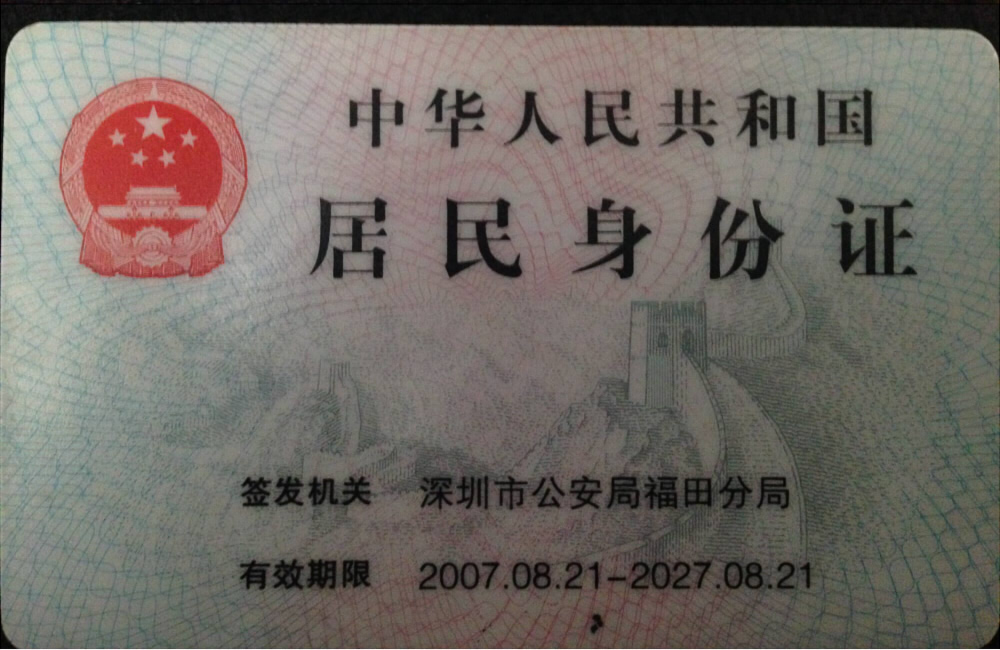 中华人民共和国
居民身份证
签发机关 深圳市公安局福田分局
有效期限 2007.08.21-2027.08.21